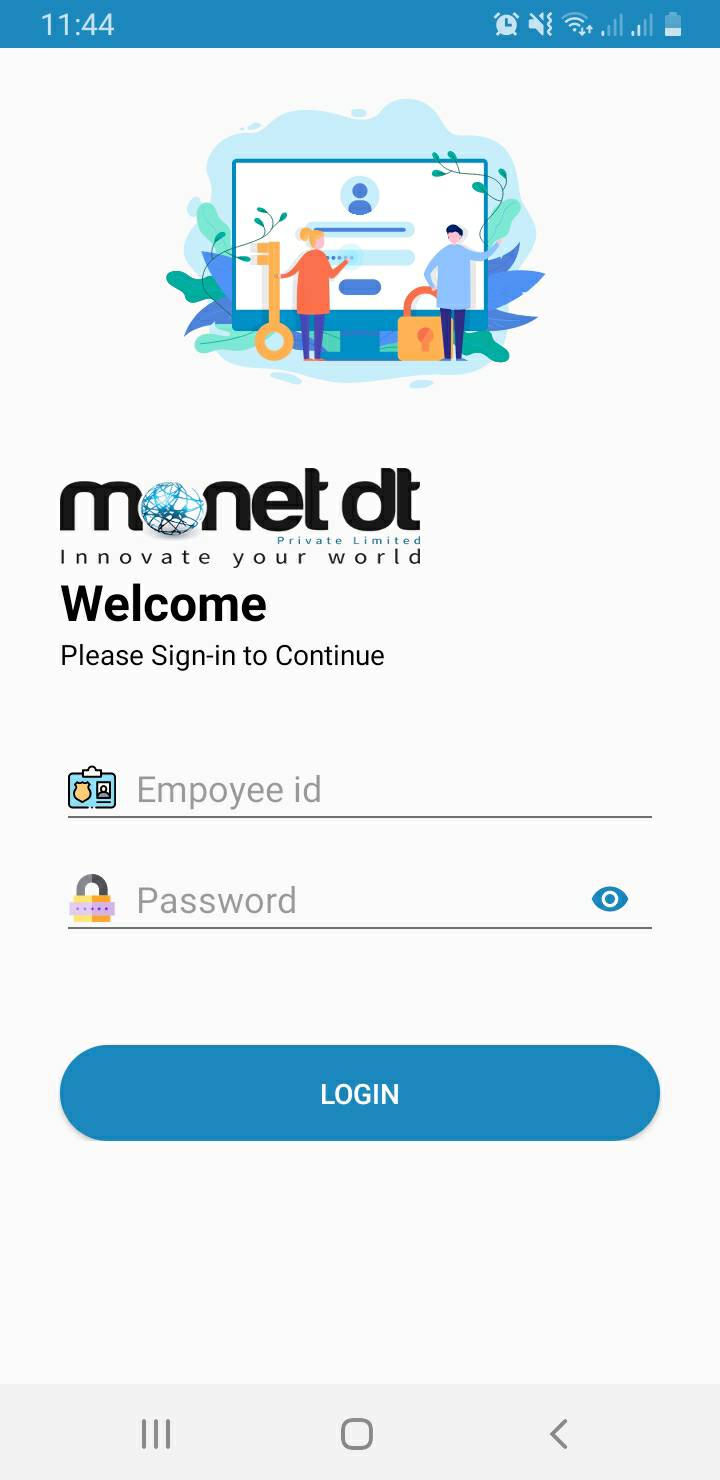 11:44
monet dt
Private Limited
Innovate your world
Welcome
Please Sign-in to Continue
Empoyee id
Password
LOGIN